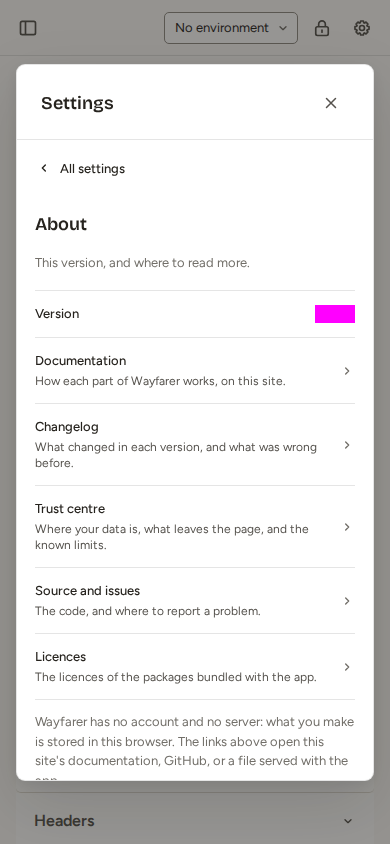 No environment
Settings
All settings
About
This version, and where to read more.
Version
Documentation
How each part of Wayfarer works, on this site.
Changelog
What changed in each version, and what was wrong
before.
Trust centre
Where your data is, what leaves the page, and the
known limits.
Source and issues
The code, and where to report a problem.
Licences
The licences of the packages bundled with the app.
Wayfarer has no account and no server: what you make
is stored in this browser. The links above open this
site's documentation, GitHub, or a file served with the
Headers